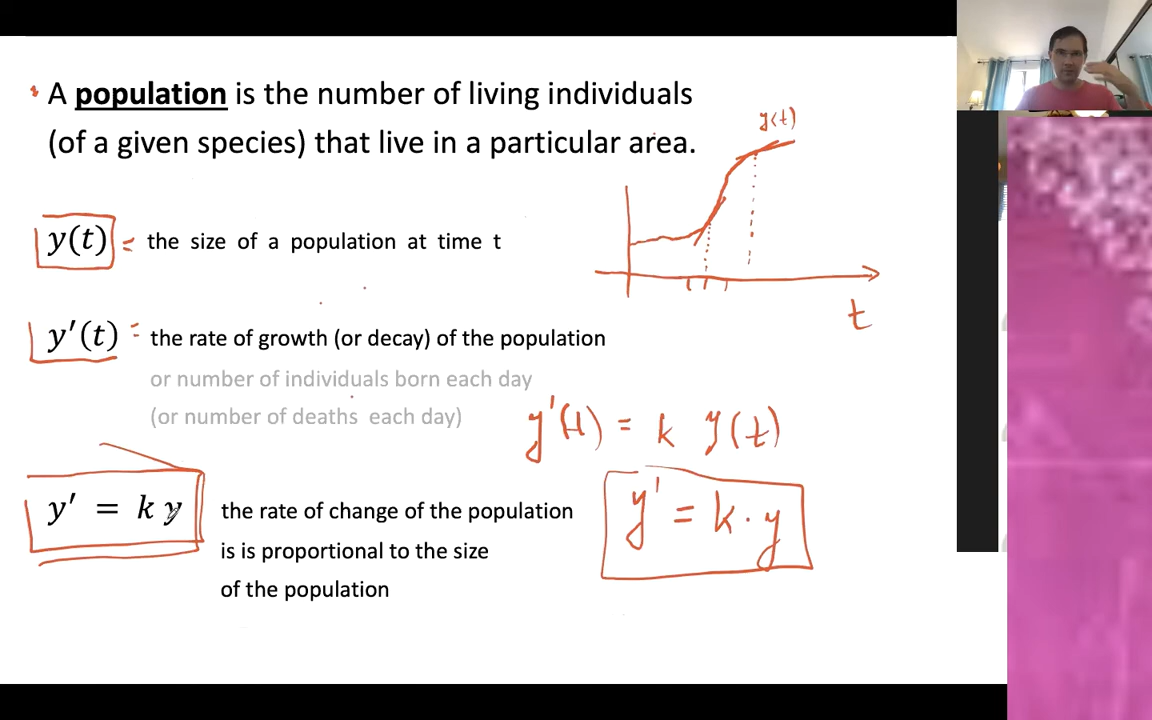 A population is the number of living individuals
(of a given species) that live in a particular area.
y(t)
y(t) = the size of a population at time t
t
y'(t) = the rate of growth (or decay) of the population
or number of individuals born each day
(or number of deaths each day)
y'(t) = k y(t)
y' = k y
the rate of change of the population
is is proportional to the size
of the population
y' = k · y